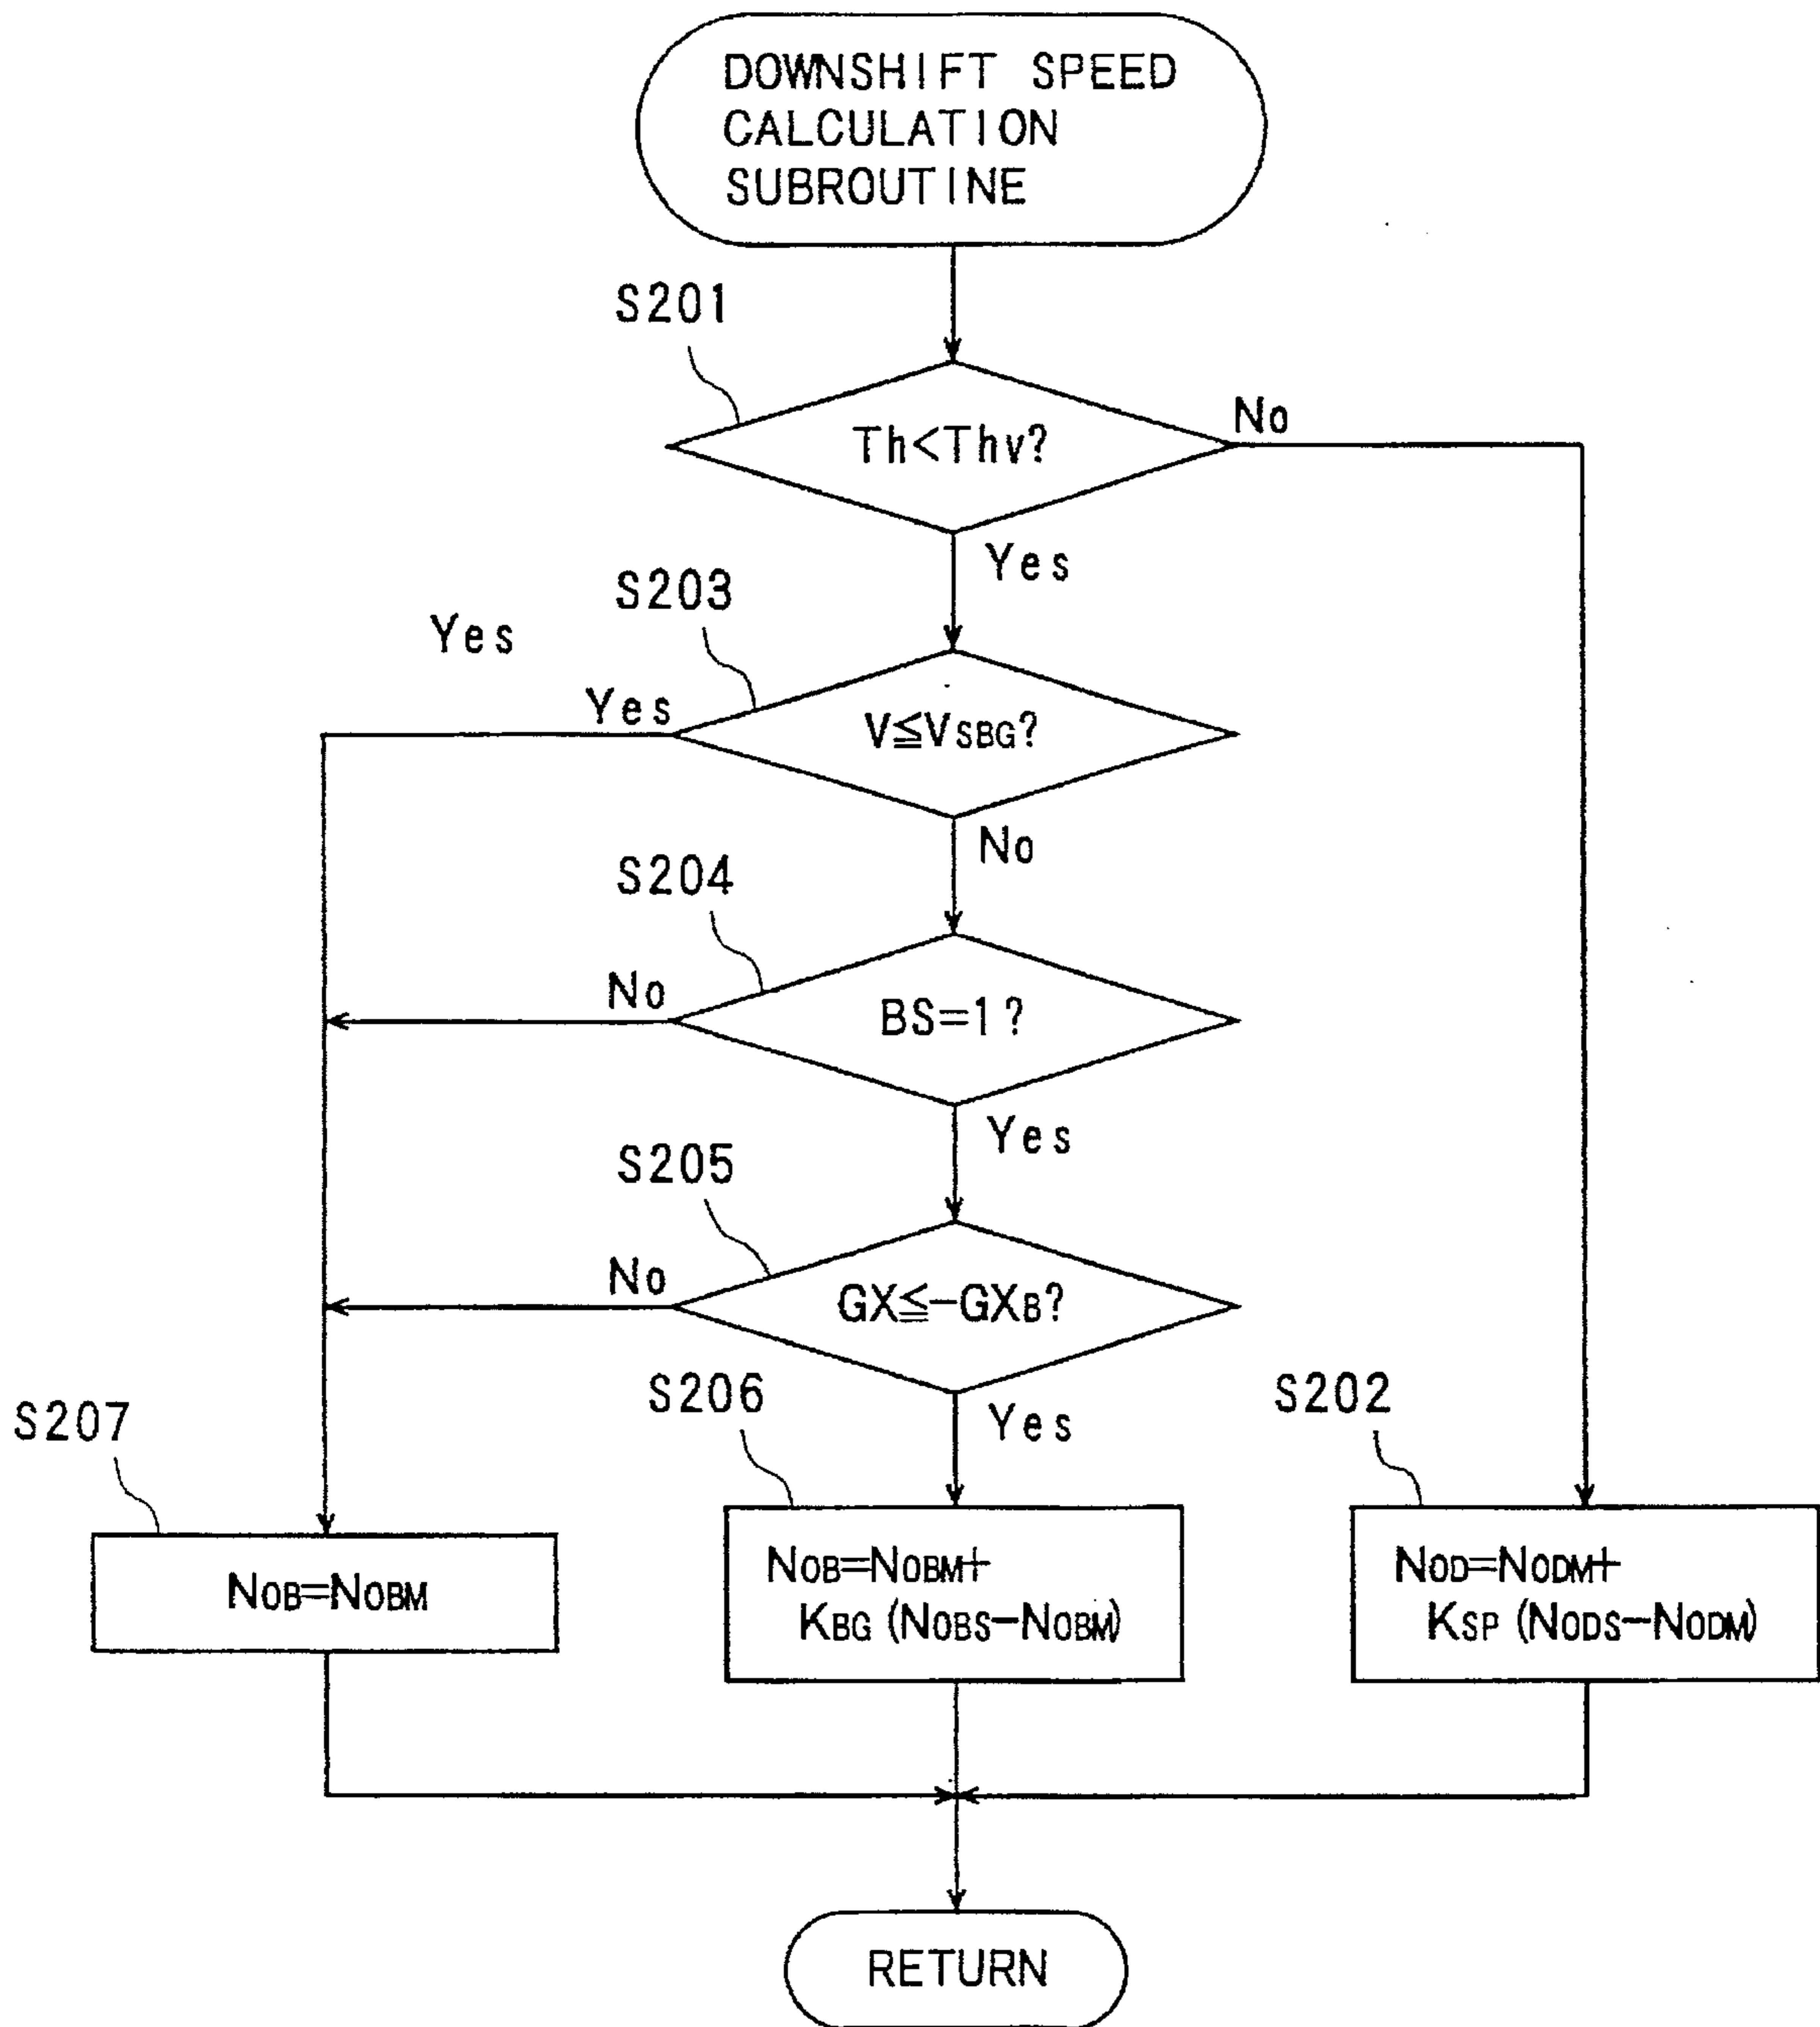 DOWNSHIFT SPEED
CALCULATION
SUBROUTINE
S201
Th<Thv?
No
Yes
S203
Yes
Yes
V≦VSBG?
No
S204
No
BS=1?
Yes
S205
No
GX≦-GXB?
Yes
S207
S206
S202
NOB=NOBM
NOB=NOBM+
KBG (NOBS-NOBM)
NOD=NODM+
KSP (NODS-NODM)
RETURN